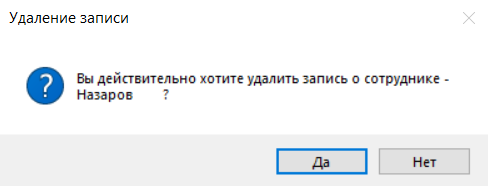 Удаление записи
Вы действительно хотите удалить запись о сотруднике -
Назаров ?
Да
Нет